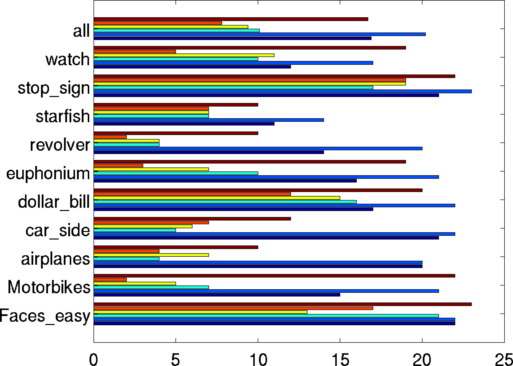 all
watch
stop_sign
starfish
revolver
euphonium
dollar_bill
car_side
airplanes
Motorbikes
Faces_easy
0 5 10 15 20 25